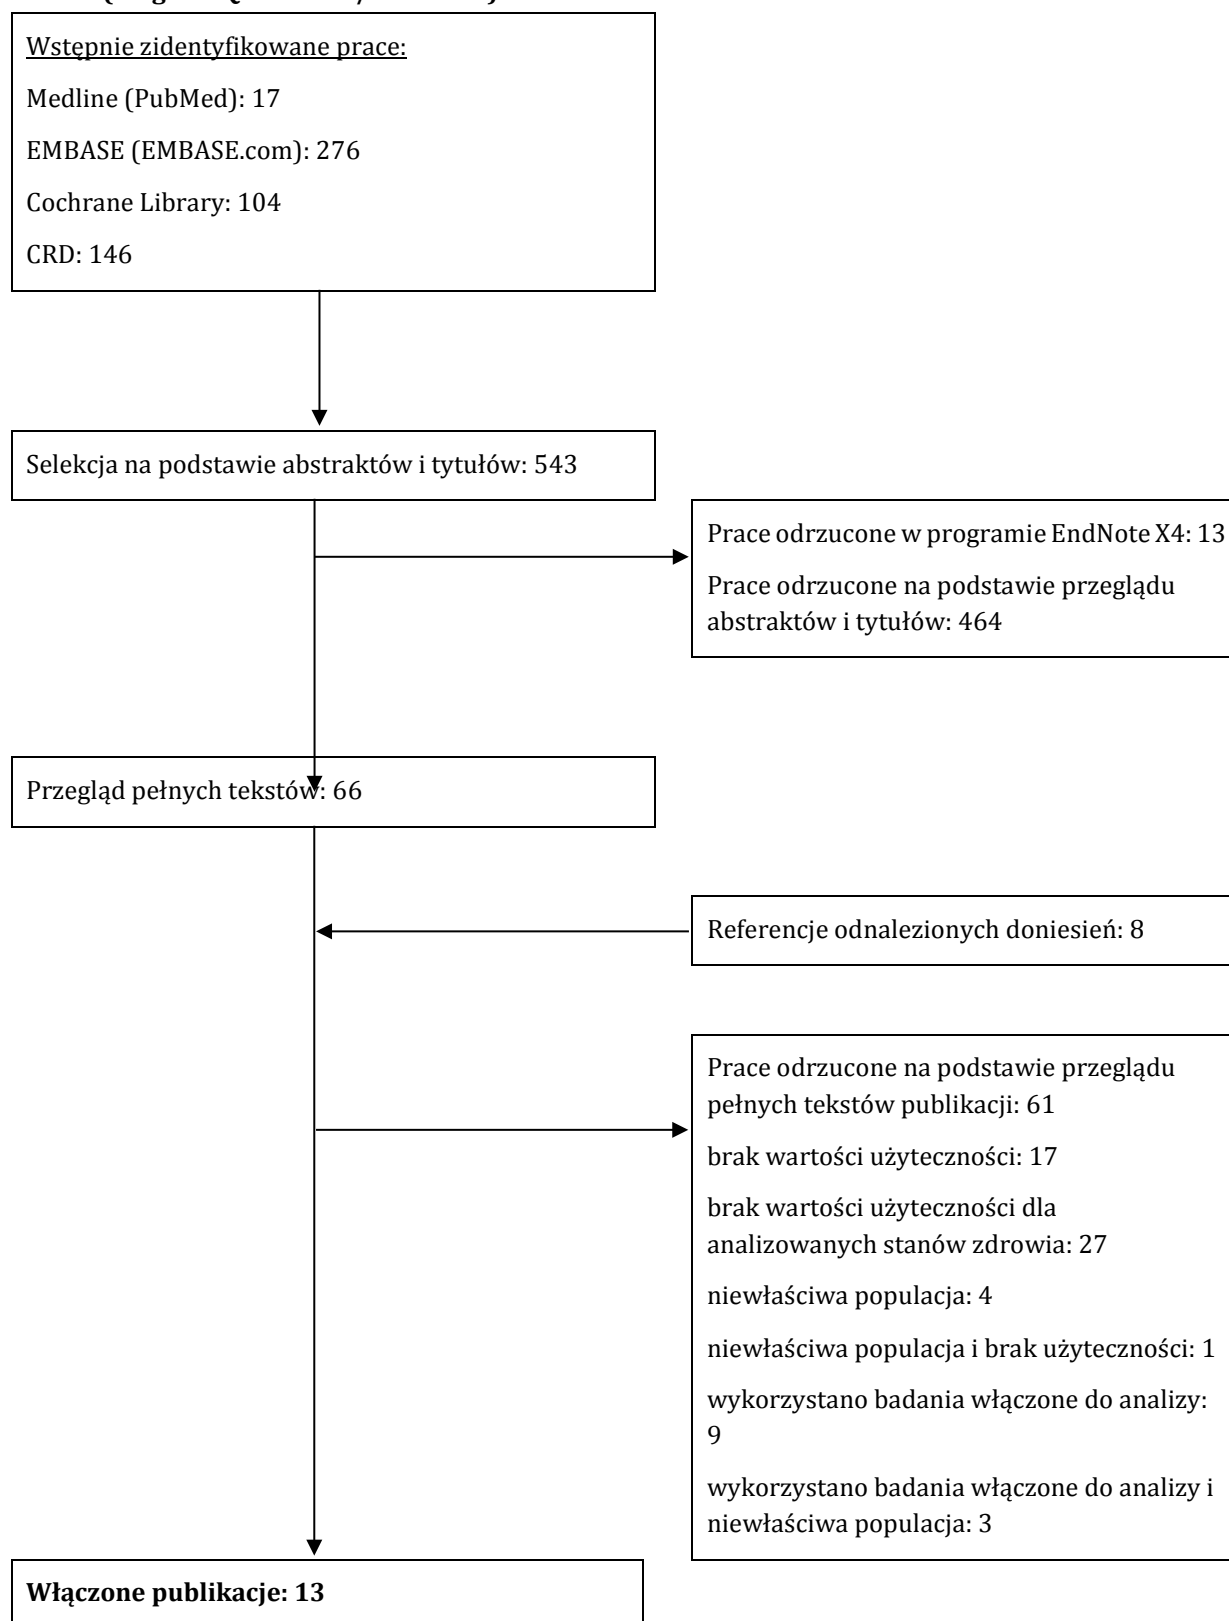 Wstępnie zidentyfikowane prace:
Medline (PubMed): 17
EMBASE (EMBASE.com): 276
Cochrane Library: 104
CRD: 146
Selekcja na podstawie abstraktów i tytułów: 543
Prace odrzucone w programie EndNote X4: 13
Prace odrzucone na podstawie przeglądu
abstraktów i tytułów: 464
Przegląd pełnych tekstów: 66
Referencje odnalezionych doniesień: 8
Prace odrzucone na podstawie przeglądu
pełnych tekstów publikacji: 61
brak wartości użyteczności: 17
brak wartości użyteczności dla
analizowanych stanów zdrowia: 27
niewłaściwa populacja: 4
niewłaściwa populacja i brak użyteczności: 1
wykorzystano badania włączone do analizy:
9
wykorzystano badania włączone do analizy i
niewłaściwa populacja: 3
Włączone publikacje: 13